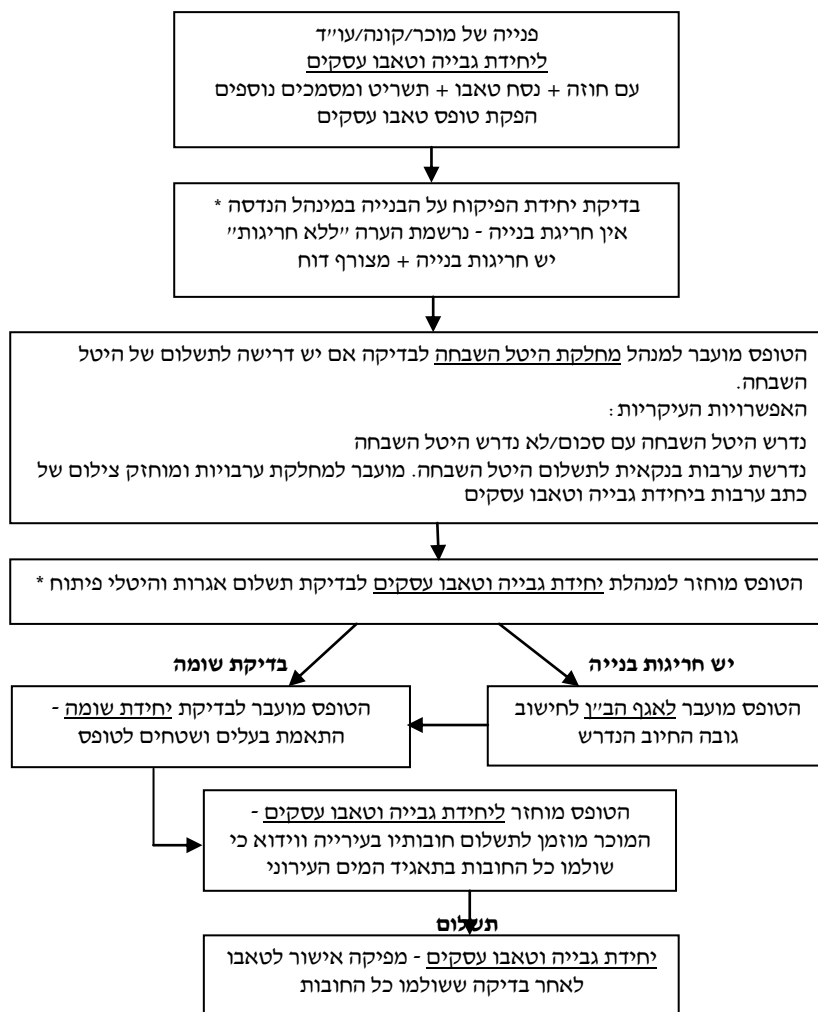 פנייה של מוכר/קונה/עו״ד
ליחידת גבייה וטאבו עסקים
עם חוזה + נסח טאבו + תשריט ומסמכים נוספים
הפקת טופס טאבו עסקים
בדיקת יחידת הפיקוח על הבנייה במינהל הנדסה *
אין חריגת בנייה - נרשמת הערה ״ללא חריגות״
יש חריגות בנייה + מצורף דוח
הטופס מועבר למנהל מחלקת היטל השבחה לבדיקה אם יש דרישה לתשלום של היטל
השבחה.
האפשרויות העיקריות:
נדרש היטל השבחה עם סכום/לא נדרש היטל השבחה
נדרשת ערבות בנקאית לתשלום היטל השבחה. מועבר למחלקת ערבויות ומוחזק צילום של
כתב ערבות ביחידת גבייה וטאבו עסקים
הטופס מוחזר למנהלת יחידת גבייה וטאבו עסקים לבדיקת תשלום אגרות והיטלי פיתוח *
יש חריגות בנייה
בדיקת שומה
הטופס מועבר לאגף הב״ן לחישוב
גובה החיוב הנדרש
הטופס מועבר לבדיקת יחידת שומה -
התאמת בעלים ושטחים לטופס
הטופס מוחזר ליחידת גבייה וטאבו עסקים -
המוכר מוזמן לתשלום חובותיו בעירייה ווידוא כי
שולמו כל החובות בתאגיד המים העירוני
תשלום
יחידת גבייה וטאבו עסקים - מפיקה אישור לטאבו
לאחר בדיקה ששולמו כל החובות